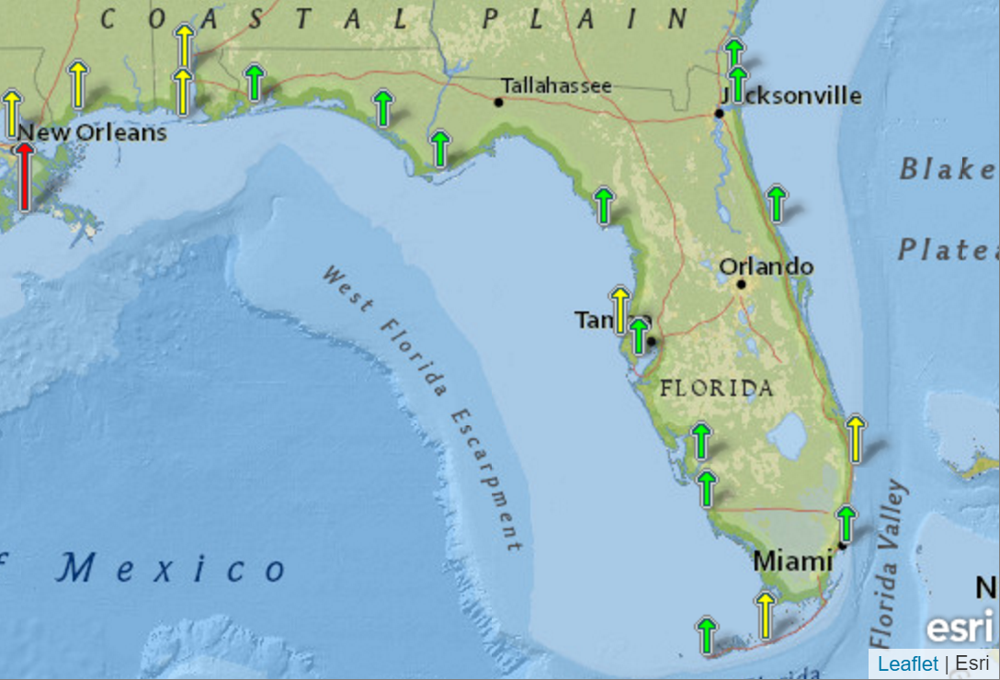 COASTAL PLAIN
Tallahassee
Jacksonville
New Orleans
Blake
Platea
Orlando
Tampa
West Florida Escarpment
FLORIDA
Florida Valley
f Mexico
Miami
N
esri
Leaflet | Esri